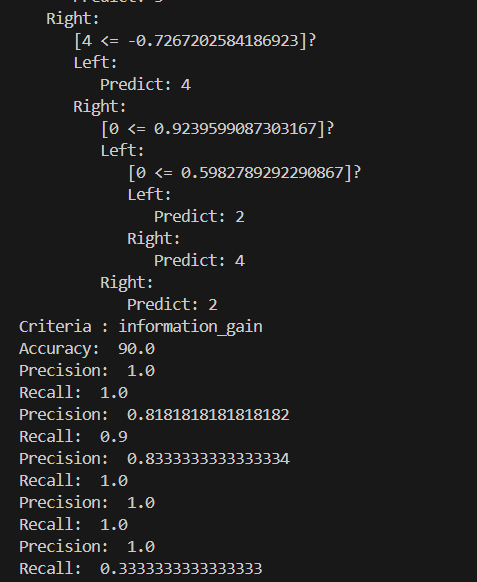 Predict: 3
Right:
[4 <= -0.7267202584186923]?
Left:
Predict: 4
Right:
[0 <= 0.9239599087303167]?
Left:
[0 <= 0.5982789292290867]?
Left:
Predict: 2
Right:
Predict: 4
Right:
Predict: 2
Criteria : information_gain
Accuracy:  90.0
Precision:  1.0
Recall:  1.0
Precision:  0.8181818181818182
Recall:  0.9
Precision:  0.8333333333333334
Recall:  1.0
Precision:  1.0
Recall:  1.0
Precision:  1.0
Recall:  0.3333333333333333